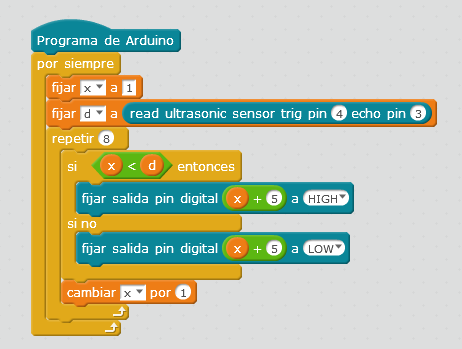 Programa de Arduino
por siempre
fijar x a 1
fijar d a read ultrasonic sensor trig pin 4 echo pin 3
repetir 8
si x < d entonces
fijar salida pin digital x + 5 a HIGH
si no
fijar salida pin digital x + 5 a LOW
cambiar x por 1